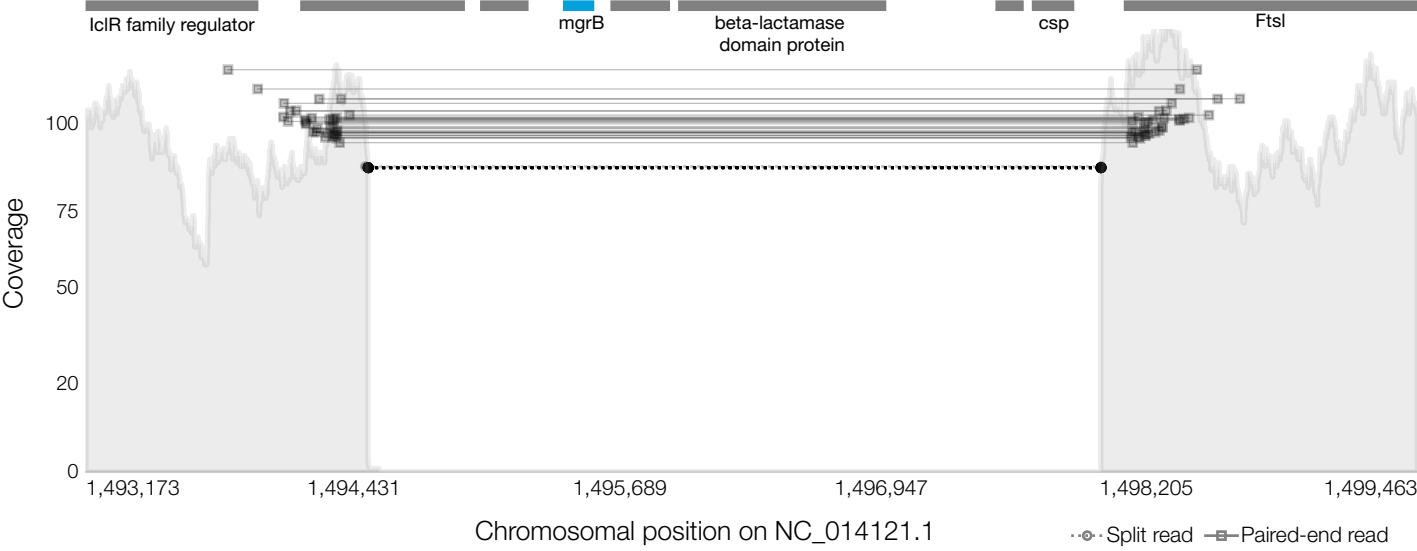 IclR family regulator
mgrB
beta-lactamase
domain protein
csp
FtsI
100
75
50
20
0
Coverage
1,493,173
1,494,431
1,495,689
1,496,947
1,498,205
1,499,463
Chromosomal position on NC_014121.1
Split read
Paired-end read